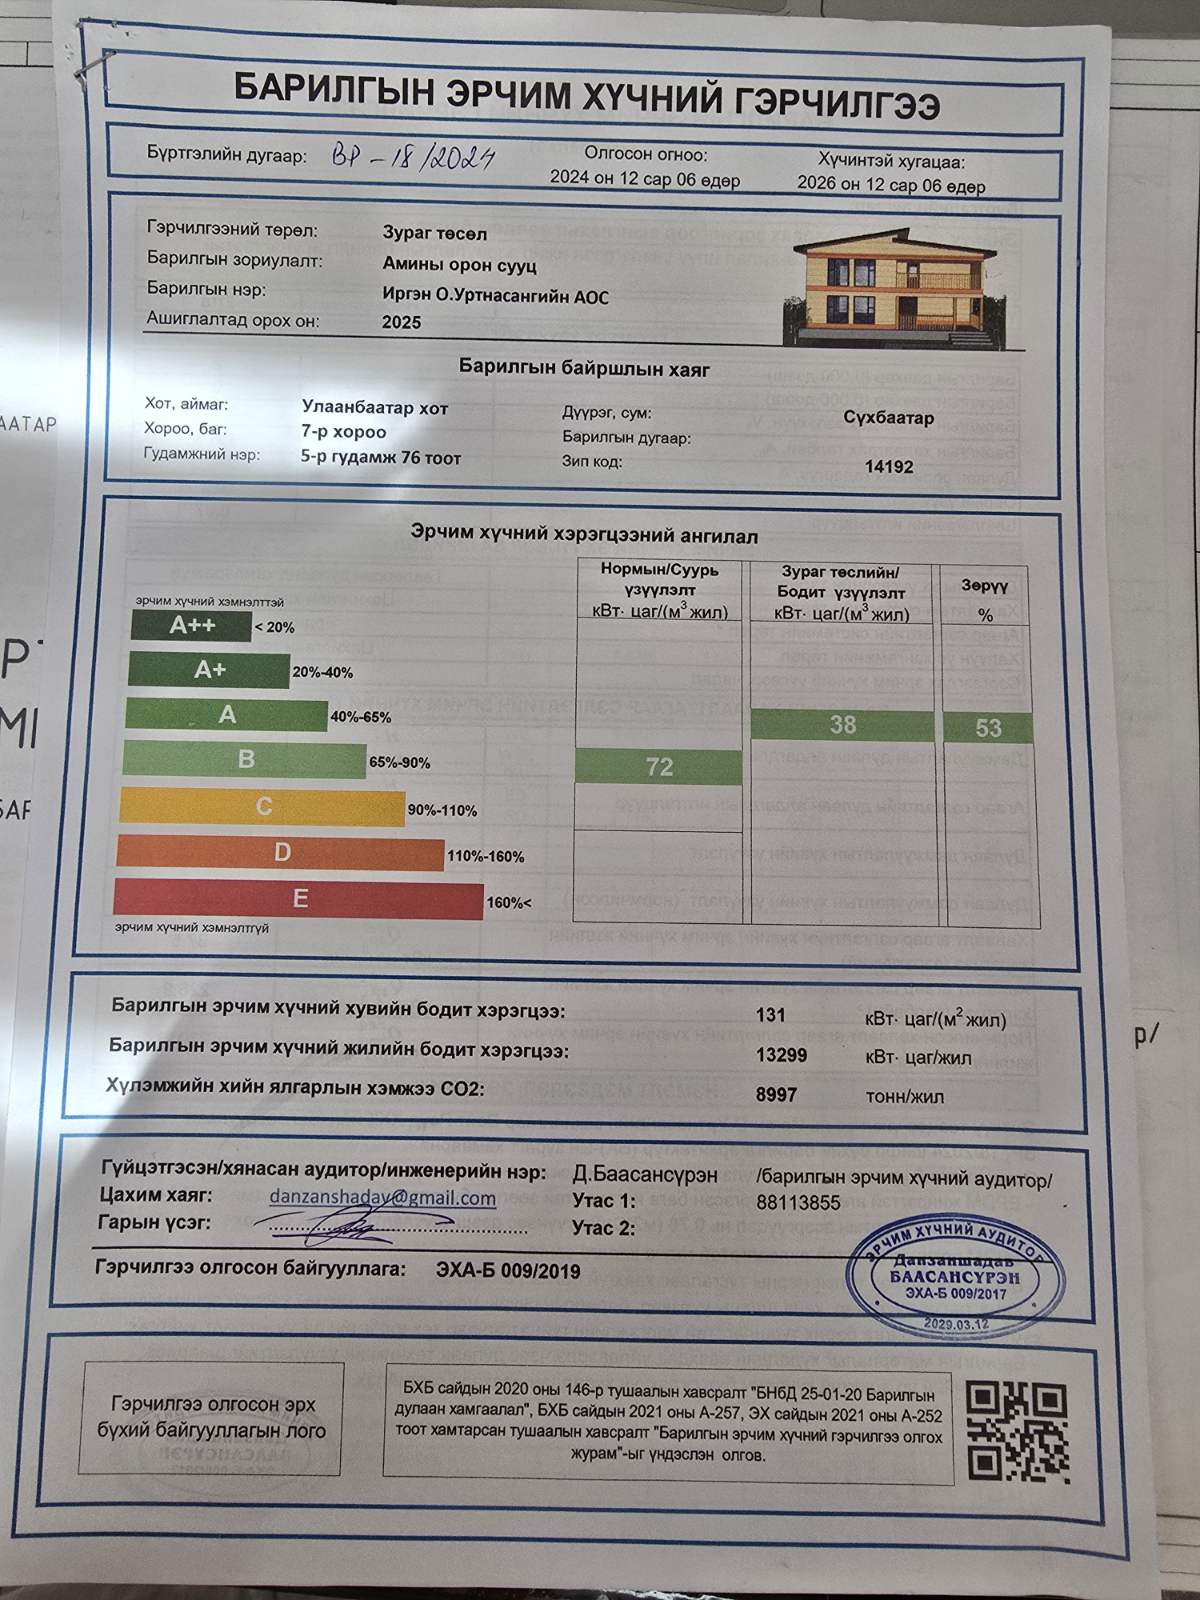 БАРИЛГЫН ЭРЧИМ ХҮЧНИЙ ГЭРЧИЛГЭЭ
Бүртгэлийн дугаар: ВР-18/2024
Олгосон огноо:
2024 он 12 сар 06 өдөр
Хүчинтэй хугацаа:
2026 он 12 сар 06 өдөр
Гэрчилгээний төрөл: Зураг төсөл
Барилгын зориулалт: Амины орон сууц
Барилгын нэр: Иргэн О.Уртнасангийн АОС
Ашиглалтад орох он: 2025
Барилгын байршлын хаяг
Хот, аймаг: Улаанбаатар хот
Хороо, баг: 7-р хороо
Гудамжний нэр: 5-р гудамж 76 тоот
Дүүрэг, сум: Сүхбаатар
Барилгын дугаар:
Зип код: 14192
Эрчим хүчний хэрэгцээний ангилал
эрчим хүчний хэмнэлттэй
A++ < 20%
A+ 20%-40%
A 40%-65%
B 65%-90%
C 90%-110%
D 110%-160%
E 160%<
эрчим хүчний хэмнэлтгүй
Нормын/Суурь
үзүүлэлт
кВт· цаг/(м³ жил)
72
Зураг төслийн/
Бодит үзүүлэлт
кВт· цаг/(м³ жил)
38
Зөрүү
%
53
Барилгын эрчим хүчний хувийн бодит хэрэгцээ: 131 кВт· цаг/(м² жил)
Барилгын эрчим хүчний жилийн бодит хэрэгцээ: 13299 кВт· цаг/жил
Хүлэмжийн хийн ялгарлын хэмжээ CO2: 8997 тонн/жил
Гүйцэтгэсэн/хянасан аудитор/инженерийн нэр: Д.Баасансүрэн /барилгын эрчим хүчний аудитор/
Цахим хаяг: danzanshadav@gmail.com Утас 1: 88113855
Гарын үсэг: Утас 2:
Гэрчилгээ олгосон байгууллага: ЭХА-Б 009/2019
ЭРЧИМ ХҮЧНИЙ АУДИТОР
Данзаншадав
БААСАНСҮРЭН
ЭХА-Б 009/2017
2029.03.12
Гэрчилгээ олгосон эрх
бүхий байгууллагын лого
БХБ сайдын 2020 оны 146-р тушаалын хавсралт "БНбД 25-01-20 Барилгын
дулаан хамгаалал", БХБ сайдын 2021 оны А-257, ЭХ сайдын 2021 оны А-252
тоот хамтарсан тушаалын хавсралт "Барилгын эрчим хүчний гэрчилгээ олгох
журам"-ыг үндэслэн олгов.